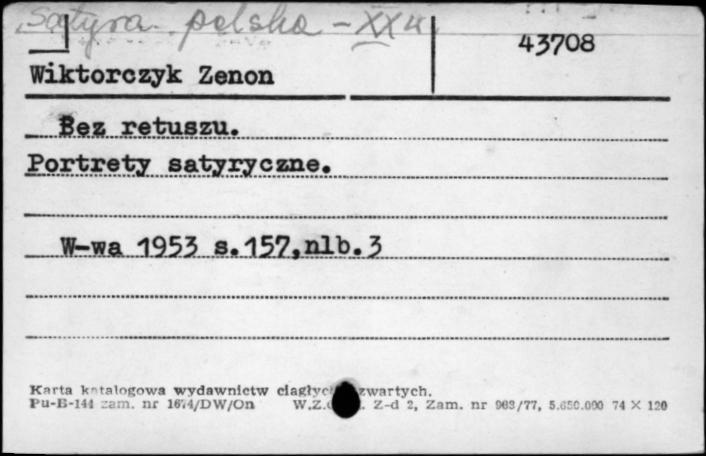 Satyra polska - XX w.
43708
Wiktorczyk Zenon
Bez retuszu.
Portrety satyryczne.
W-wa 1953 s.157,nlb.3
Karta katalogowa wydawnictw ciągłych zwartych.
Pu-B-144 zam. nr 1674/DW/On W.Z. Z-d 2, Zam. nr 963/77, 5.650.000 74 X 120